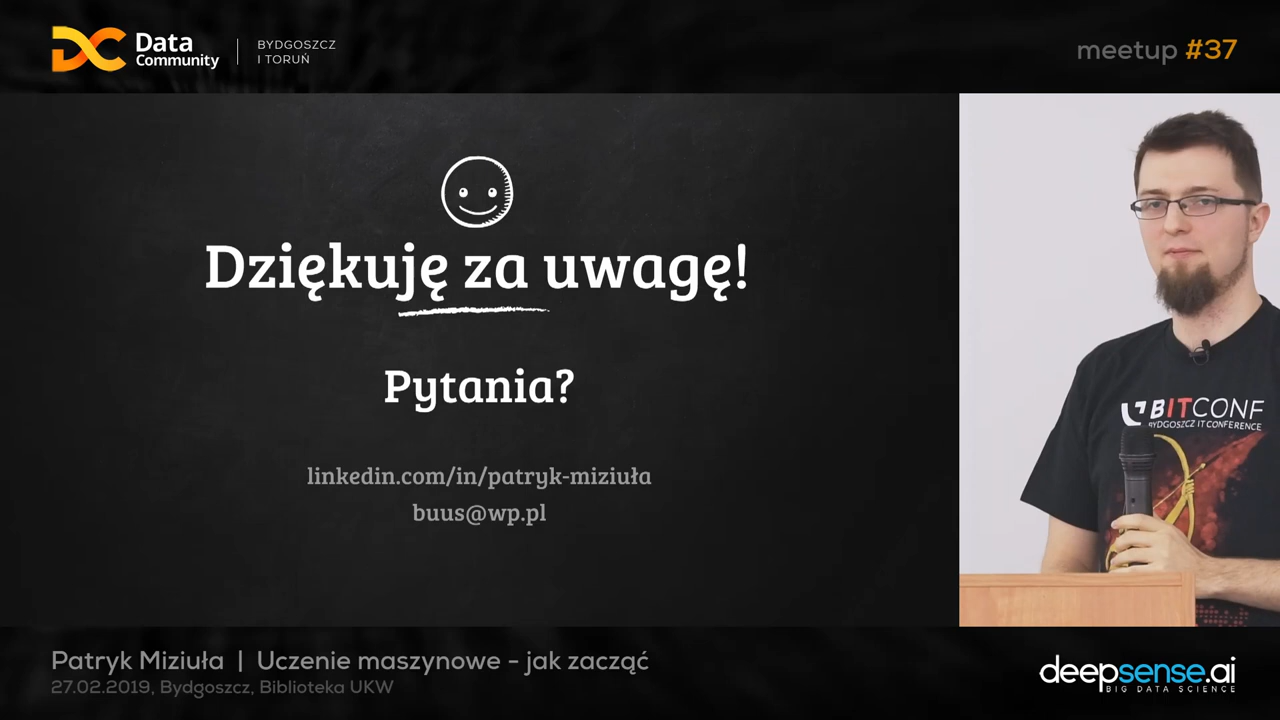 Data
Community
BYDGOSZCZ
I TORUŃ
meetup #37
Dziękuję za uwagę!
Pytania?
linkedin.com/in/patryk-miziuła
buus@wp.pl
BITCONF
BYDGOSZCZ IT CONFERENCE
Patryk Miziuła | Uczenie maszynowe - jak zacząć
27.02.2019, Bydgoszcz, Biblioteka UKW
deepsense.ai
BIG DATA SCIENCE